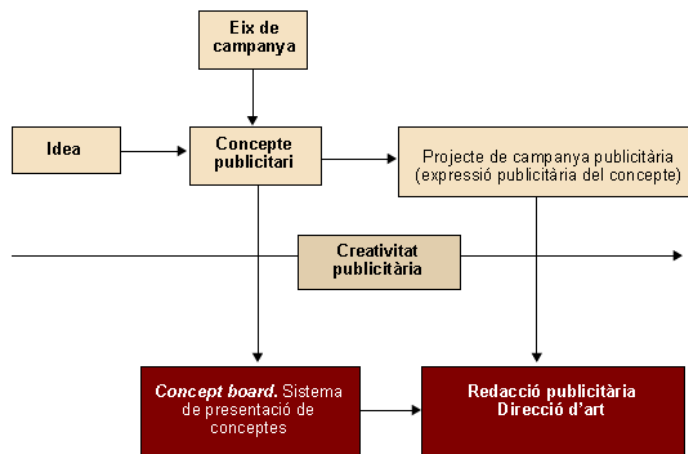 Eix de
campanya
Idea
Concepte
publicitari
Projecte de campanya publicitària
(expressió publicitària del concepte)
Creativitat
publicitària
Concept board. Sistema
de presentació de
conceptes
Redacció publicitària
Direcció d'art